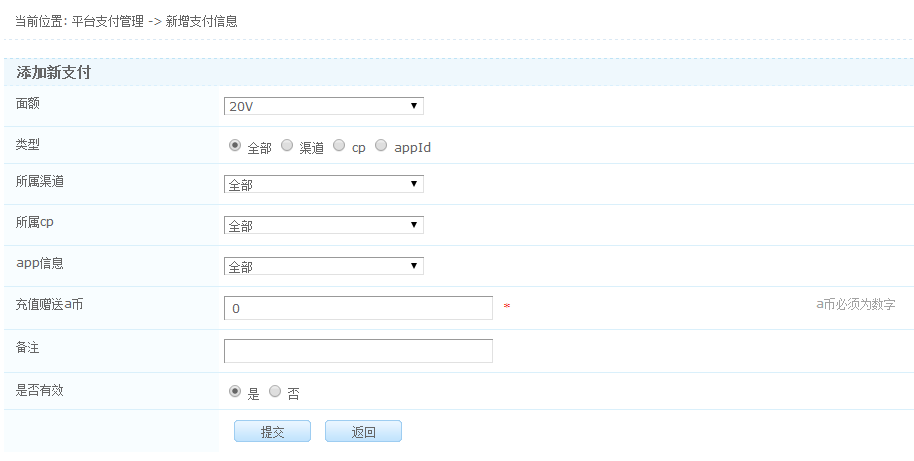 当前位置: 平台支付管理 -> 新增支付信息
添加新支付
面额 20V
类型 全部 渠道 cp appId
所属渠道 全部
所属cp 全部
app信息 全部
充值赠送a币 0 * a币必须为数字
备注
是否有效 是 否
提交 返回